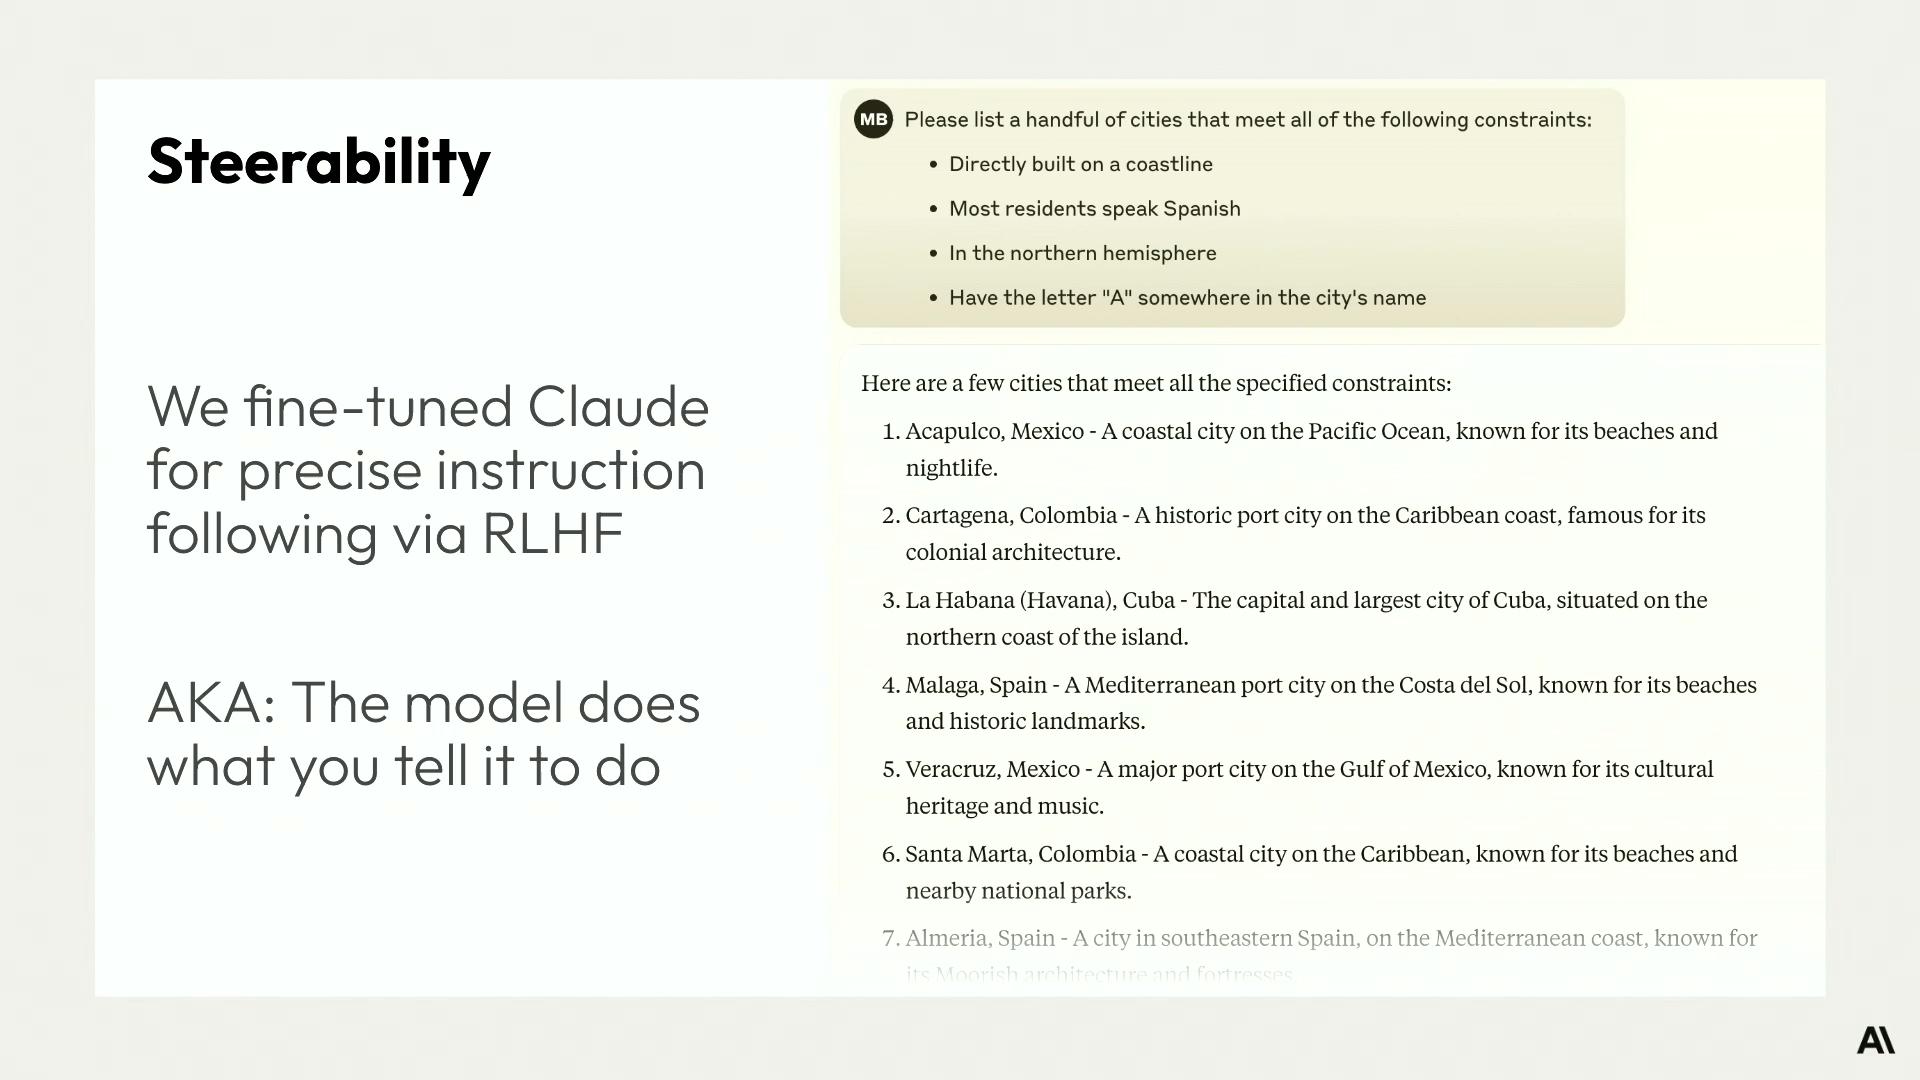 Steerability
We fine-tuned Claude
for precise instruction
following via RLHF
AKA: The model does
what you tell it to do
MB
Please list a handful of cities that meet all of the following constraints:
• Directly built on a coastline
• Most residents speak Spanish
• In the northern hemisphere
• Have the letter "A" somewhere in the city's name
Here are a few cities that meet all the specified constraints:
1. Acapulco, Mexico - A coastal city on the Pacific Ocean, known for its beaches and
nightlife.
2. Cartagena, Colombia - A historic port city on the Caribbean coast, famous for its
colonial architecture.
3. La Habana (Havana), Cuba - The capital and largest city of Cuba, situated on the
northern coast of the island.
4. Malaga, Spain - A Mediterranean port city on the Costa del Sol, known for its beaches
and historic landmarks.
5. Veracruz, Mexico - A major port city on the Gulf of Mexico, known for its cultural
heritage and music.
6. Santa Marta, Colombia - A coastal city on the Caribbean, known for its beaches and
nearby national parks.
7. Almeria, Spain - A city in southeastern Spain, on the Mediterranean coast, known for
its Moorish architecture and fortresses.
A\